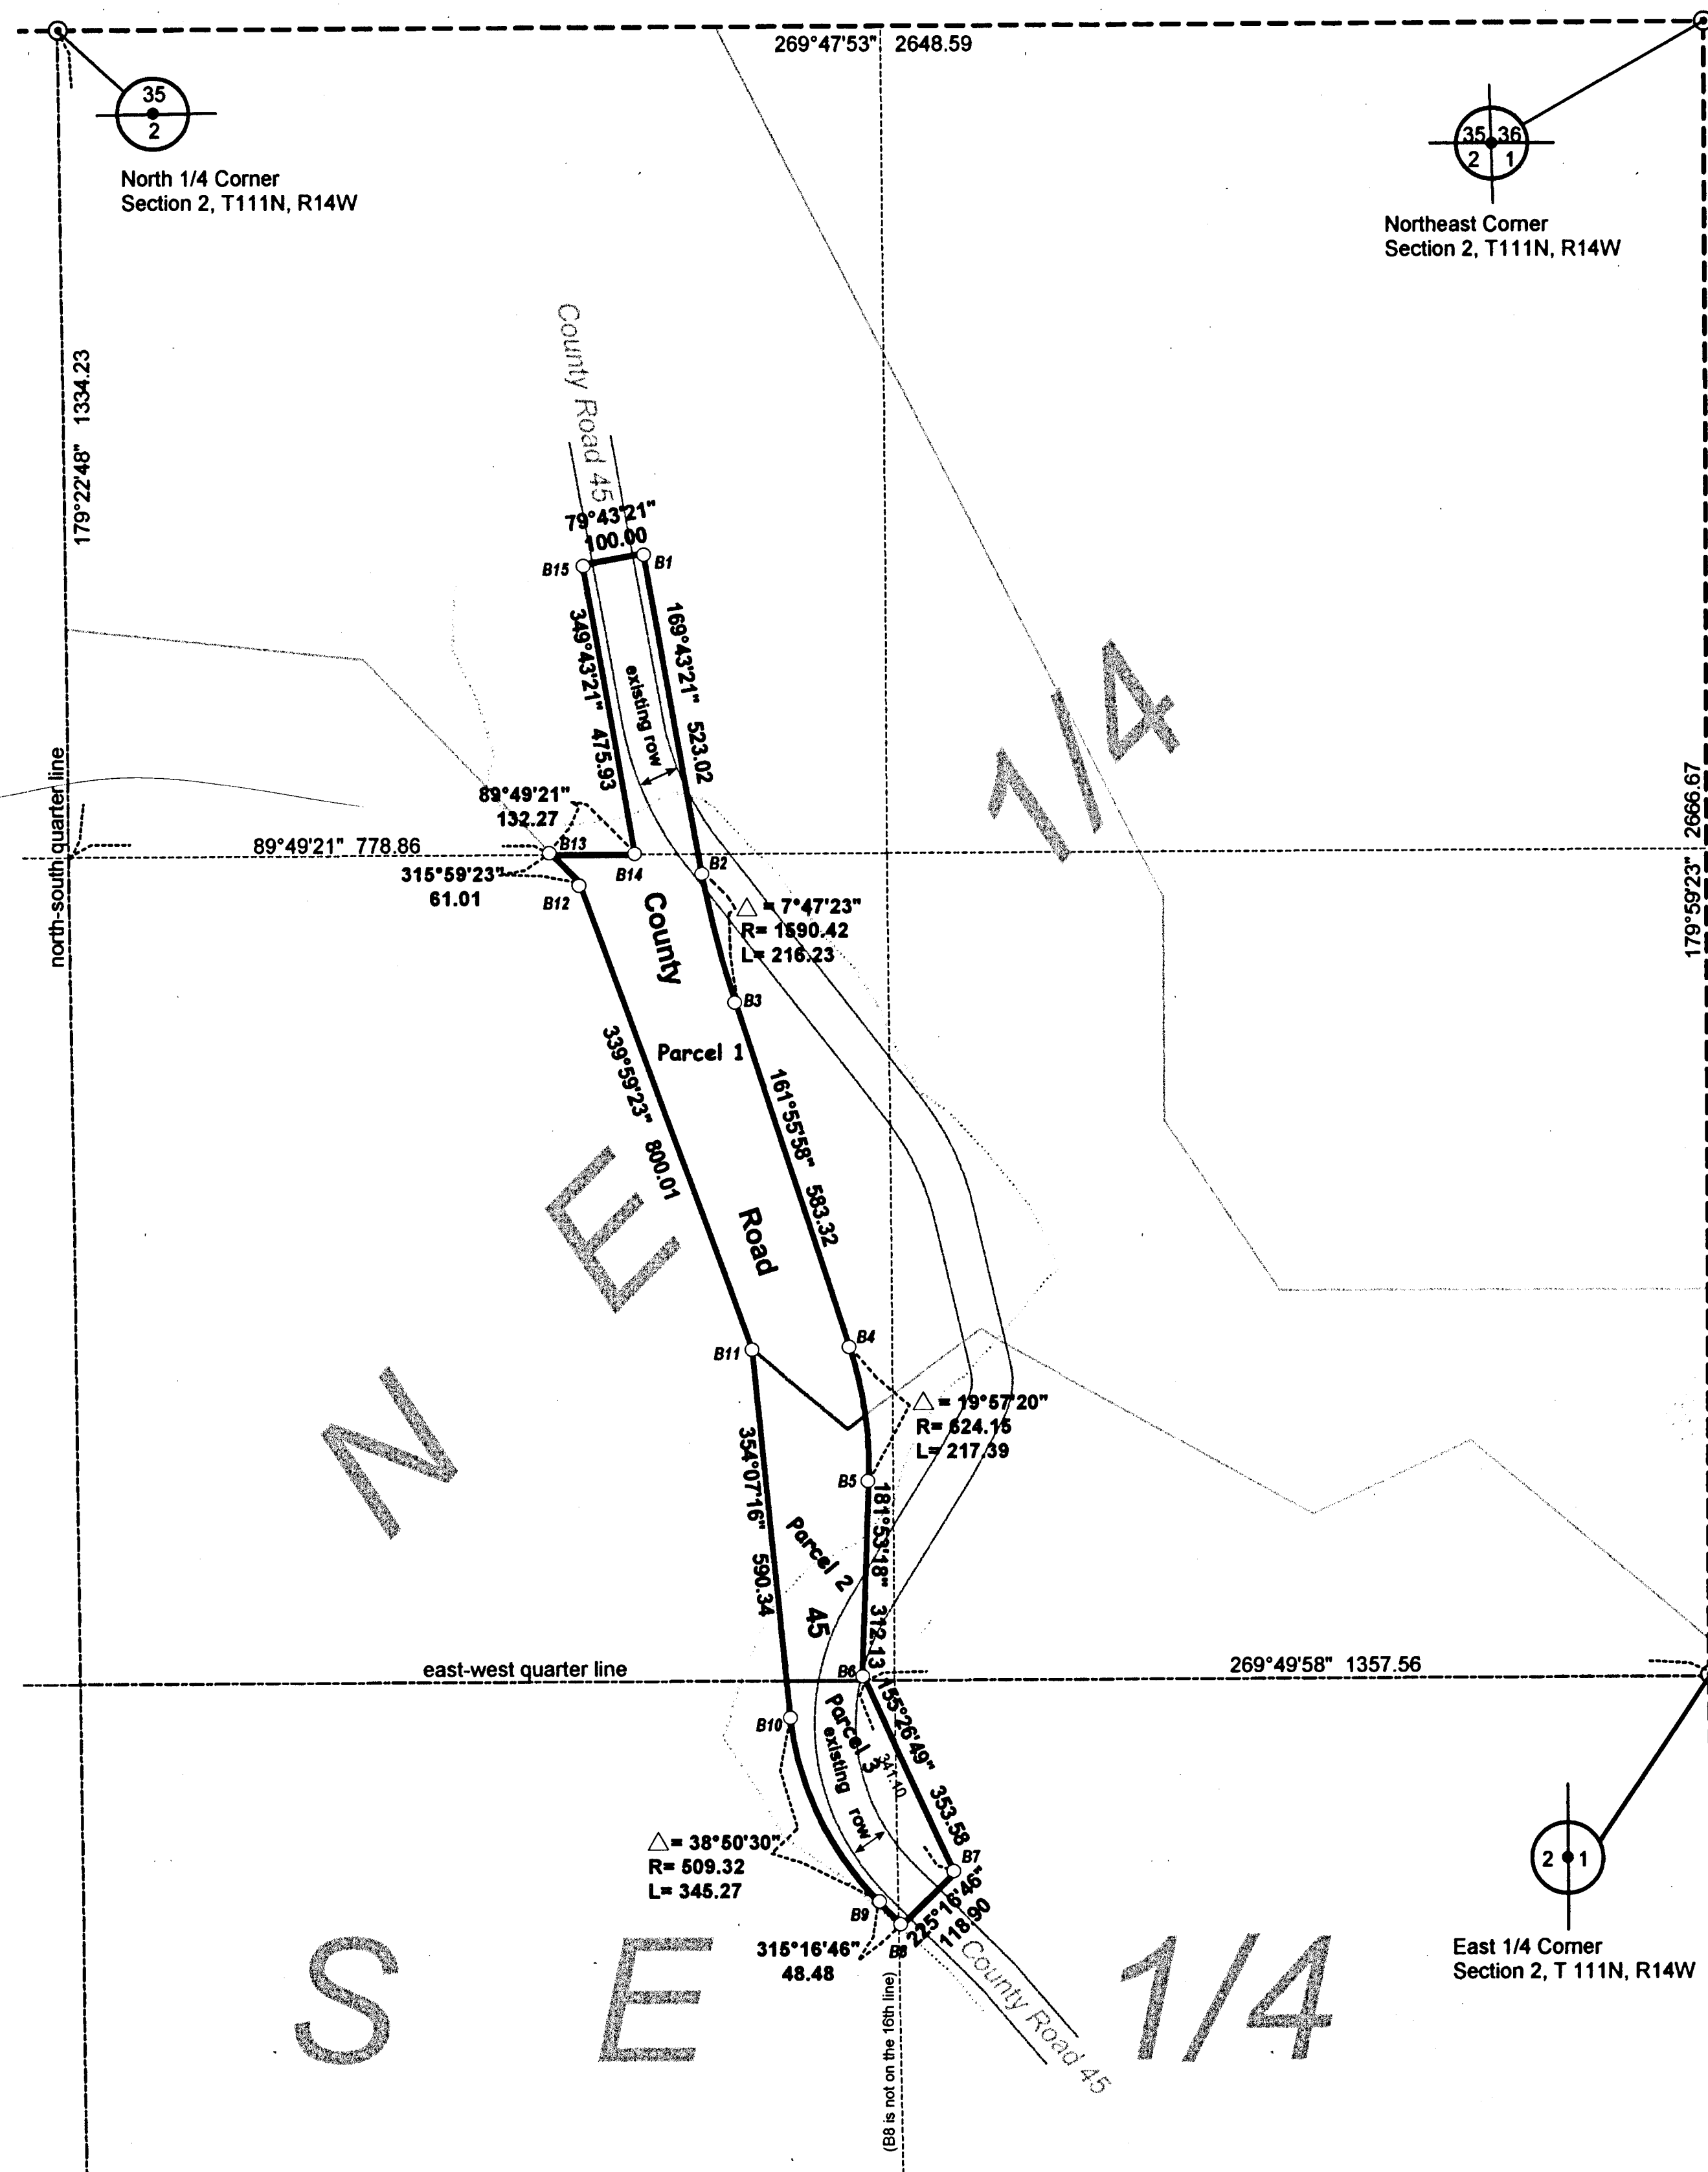 269°47'53" 2648.59
35
2
North 1/4 Corner
Section 2, T111N, R14W
35 36
2 1
Northeast Corner
Section 2, T111N, R14W
179°22'48" 1334.23
north-south quarter line
County Road 45
79°43'21"
100.00
B15
B1
349°43'21" 475.93
existing row
169°43'21" 523.02
1/4
179°59'23" 2666.67
89°49'21"
132.27
89°49'21" 778.86
B13
B14
B2
315°59'23"
61.01
B12
County
△ = 7°47'23"
R= 1590.42
L= 216.23
B3
Parcel 1
339°59'23" 800.01
161°55'58" 583.32
Road
N E
B11
B4
△ = 19°57'20"
R= 624.15
L= 217.39
354°07'16" 590.34
B5
181°53'18" 312.13
Parcel 2
45
east-west quarter line
B6
269°49'58" 1357.56
B10
Parcel 3
existing row
341.10
155°26'49" 353.58
△ = 38°50'30"
R= 509.32
L= 345.27
B7
B9
225°16'46"
118.90
B8
315°16'46"
48.48
(B8 is not on the 16th line)
County Road 45
2 1
East 1/4 Corner
Section 2, T 111N, R14W
S E 1/4